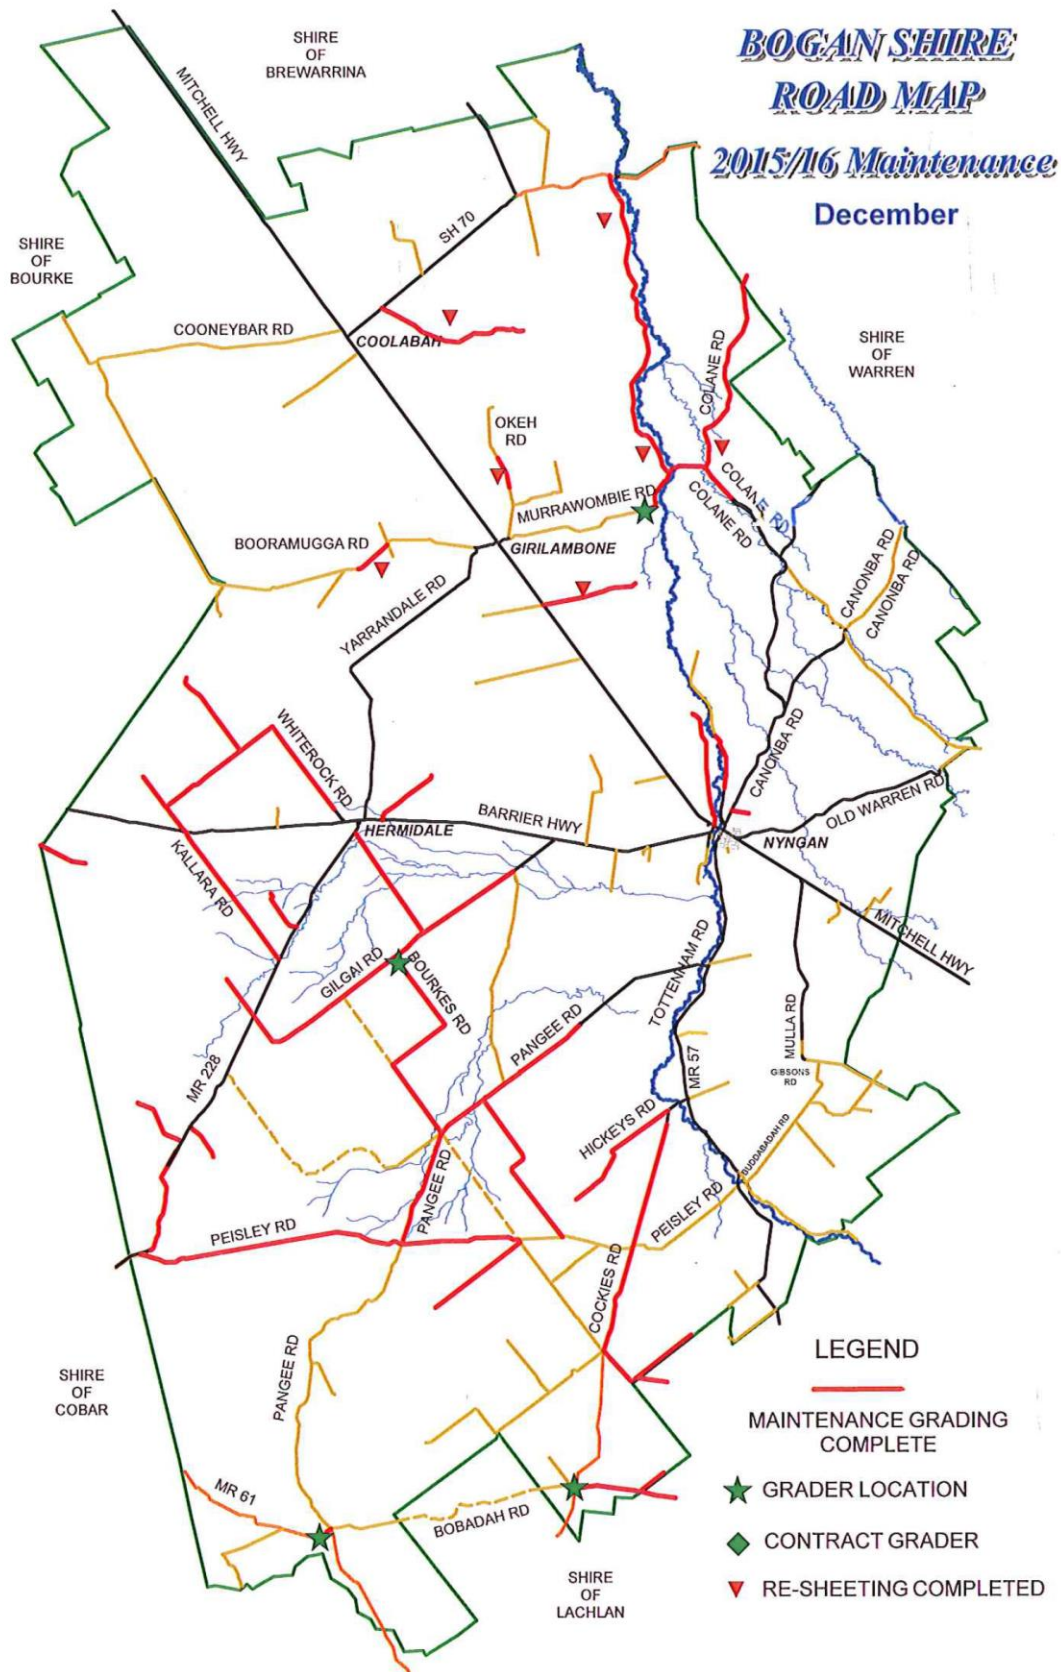 BOGAN SHIRE
ROAD MAP
2015/16 Maintenance
December
SHIRE
OF
BREWARRINA
MITCHELL HWY
SH 70
SHIRE
OF
BOURKE
COONEYBAR RD
COOLABAH
SHIRE
OF
WARREN
COLANE RD
OKEH
RD
MURRAWOMBIE RD
COLANE RD
COLANE RD
BOORAMUGGA RD
GIRILAMBONE
CANONBA RD
CANONBA RD
YARRANDALE RD
WHITEROCK RD
CANONBA RD
BARRIER HWY
OLD WARREN RD
HERMIDALE
NYNGAN
KALLARA RD
MITCHELL HWY
GILGAI RD
BOURKES RD
TOTTENHAM RD
PANGEE RD
MULLA RD
MR 228
MR 57
GIBSONS
RD
HICKEYS RD
BUDDABADAH RD
PANGEE RD
PEISLEY RD
PEISLEY RD
COCKIES RD
PANGEE RD
SHIRE
OF
COBAR
MR 61
BOBADAH RD
SHIRE
OF
LACHLAN
LEGEND
MAINTENANCE GRADING
COMPLETE
GRADER LOCATION
CONTRACT GRADER
RE-SHEETING COMPLETED